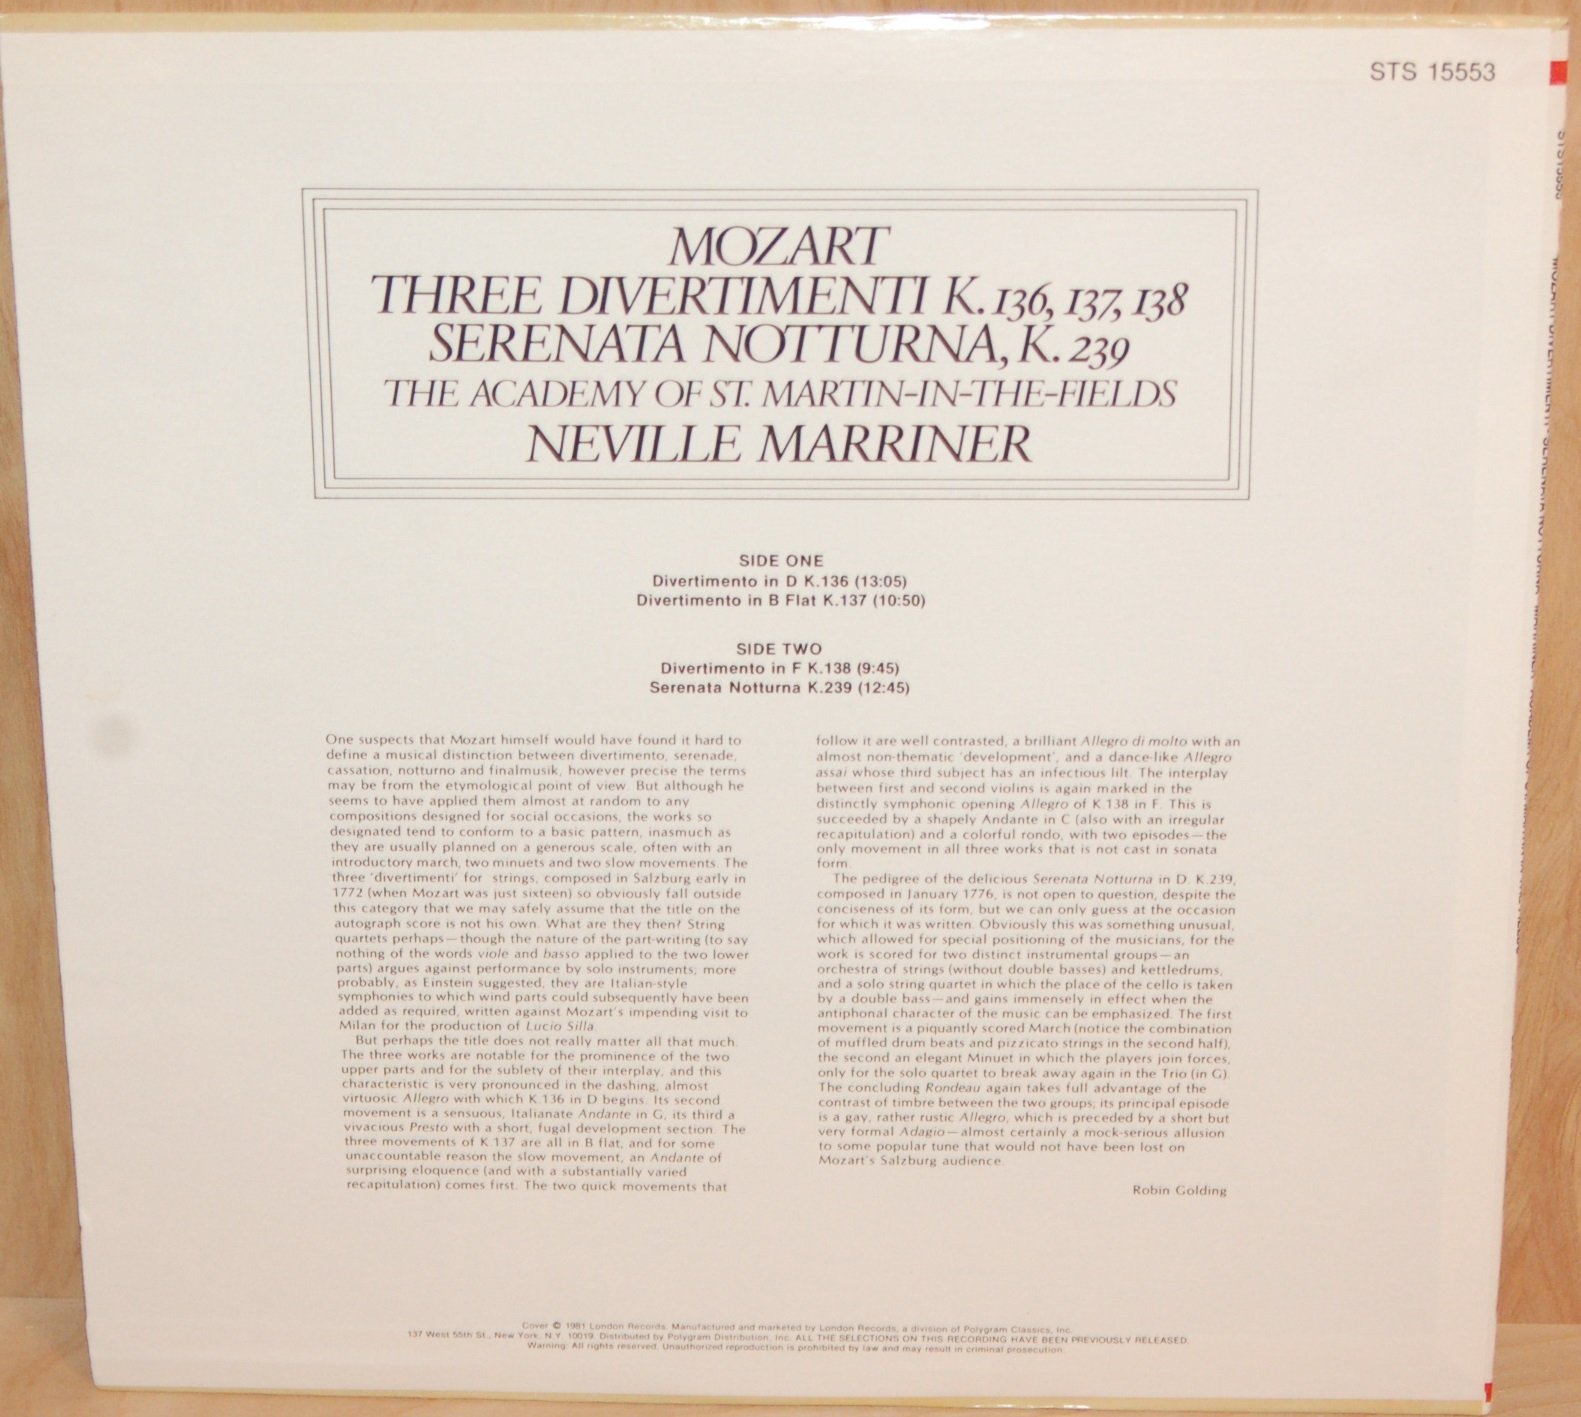 STS 15553
MOZART
THREE DIVERTIMENTI K. 136, 137, 138
SERENATA NOTTURNA, K. 239
THE ACADEMY OF ST. MARTIN-IN-THE-FIELDS
NEVILLE MARRINER
SIDE ONE
Divertimento in D K.136 (13:05)
Divertimento in B Flat K.137 (10:50)
SIDE TWO
Divertimento in F K.138 (9:45)
Serenata Notturna K.239 (12:45)
One suspects that Mozart himself would have found it hard to
define a musical distinction between divertimento, serenade,
cassation, notturno and finalmusik, however precise the terms
may be from the etymological point of view. But although he
seems to have applied them almost at random to any
compositions designed for social occasions, the works so
designated tend to conform to a basic pattern, inasmuch as
they are usually planned on a generous scale, often with an
introductory march, two minuets and two slow movements. The
three 'divertimenti' for strings, composed in Salzburg early in
1772 (when Mozart was just sixteen) so obviously fall outside
this category that we may safely assume that the title on the
autograph score is not his own. What are they then? String
quartets perhaps—though the nature of the part-writing (to say
nothing of the words viole and basso applied to the two lower
parts) argues against performance by solo instruments; more
probably, as Einstein suggested, they are Italian-style
symphonies to which wind parts could subsequently have been
added as required, written against Mozart's impending visit to
Milan for the production of Lucio Silla.
But perhaps the title does not really matter all that much.
The three works are notable for the prominence of the two
upper parts and for the sublety of their interplay, and this
characteristic is very pronounced in the dashing, almost
virtuosic Allegro with which K.136 in D begins. Its second
movement is a sensuous, Italianate Andante in G, its third a
vivacious Presto with a short, fugal development section. The
three movements of K.137 are all in B flat, and for some
unaccountable reason the slow movement, an Andante of
surprising eloquence (and with a substantially varied
recapitulation) comes first. The two quick movements that
follow it are well contrasted, a brilliant Allegro di molto with an
almost non-thematic 'development', and a dance-like Allegro
assai whose third subject has an infectious lilt. The interplay
between first and second violins is again marked in the
distinctly symphonic opening Allegro of K.138 in F. This is
succeeded by a shapely Andante in C (also with an irregular
recapitulation) and a colorful rondo, with two episodes—the
only movement in all three works that is not cast in sonata
form.
The pedigree of the delicious Serenata Notturna in D, K.239,
composed in January 1776, is not open to question, despite the
conciseness of its form, but we can only guess at the occasion
for which it was written. Obviously this was something unusual,
which allowed for special positioning of the musicians, for the
work is scored for two distinct instrumental groups—an
orchestra of strings (without double basses) and kettledrums,
and a solo string quartet in which the place of the cello is taken
by a double bass—and gains immensely in effect when the
antiphonal character of the music can be emphasized. The first
movement is a piquantly scored March (notice the combination
of muffled drum beats and pizzicato strings in the second half),
the second an elegant Minuet in which the players join forces,
only for the solo quartet to break away again in the Trio (in G).
The concluding Rondeau again takes full advantage of the
contrast of timbre between the two groups; its principal episode
is a gay, rather rustic Allegro, which is preceded by a short but
very formal Adagio—almost certainly a mock-serious allusion
to some popular tune that would not have been lost on
Mozart's Salzburg audience.
Robin Golding
Cover © 1981 London Records. Manufactured and marketed by London Records, a division of Polygram Classics, Inc.
137 West 55th St., New York, N.Y. 10019. Distributed by Polygram Distribution, Inc. ALL THE SELECTIONS ON THIS RECORDING HAVE BEEN PREVIOUSLY RELEASED.
Warning: All rights reserved. Unauthorized reproduction is prohibited by law and may result in criminal prosecution.